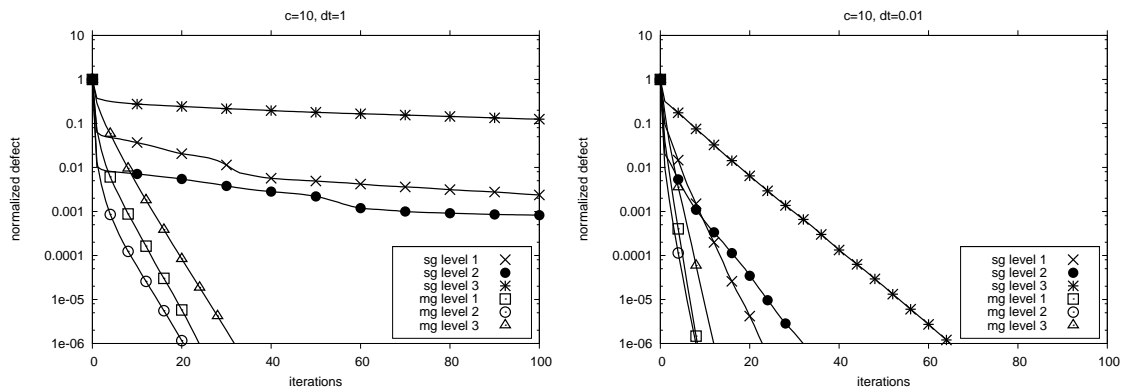 c=10, dt=1
10
1
0.1
0.01
0.001
0.0001
1e-05
1e-06
normalized defect
0 20 40 60 80 100
iterations
sg level 1
sg level 2
sg level 3
mg level 1
mg level 2
mg level 3
c=10, dt=0.01
10
1
0.1
0.01
0.001
0.0001
1e-05
1e-06
normalized defect
0 20 40 60 80 100
iterations
sg level 1
sg level 2
sg level 3
mg level 1
mg level 2
mg level 3